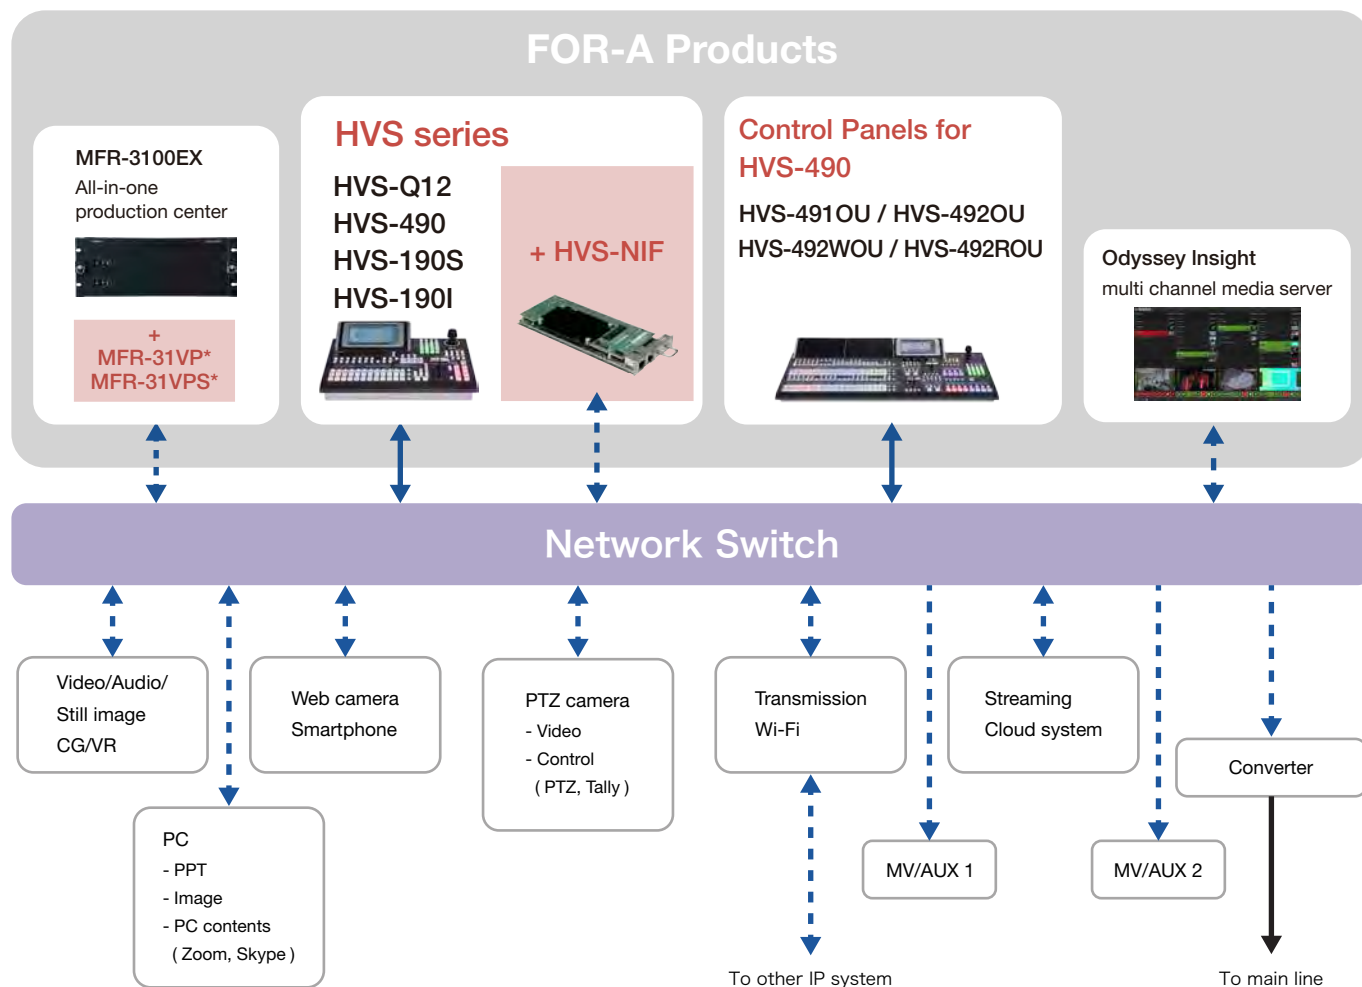 FOR-A Products
MFR-3100EX
All-in-one
production center
+
MFR-31VP*
MFR-31VPS*
HVS series
HVS-Q12
HVS-490
HVS-190S
HVS-190I
+ HVS-NIF
Control Panels for
HVS-490
HVS-491OU / HVS-492OU
HVS-492WOU / HVS-492ROU
Odyssey Insight
multi channel media server
Network Switch
Video/Audio/
Still image
CG/VR
PC
- PPT
- Image
- PC contents
( Zoom, Skype )
Web camera
Smartphone
PTZ camera
- Video
- Control
( PTZ, Tally )
Transmission
Wi-Fi
To other IP system
MV/AUX 1
Streaming
Cloud system
MV/AUX 2
Converter
To main line